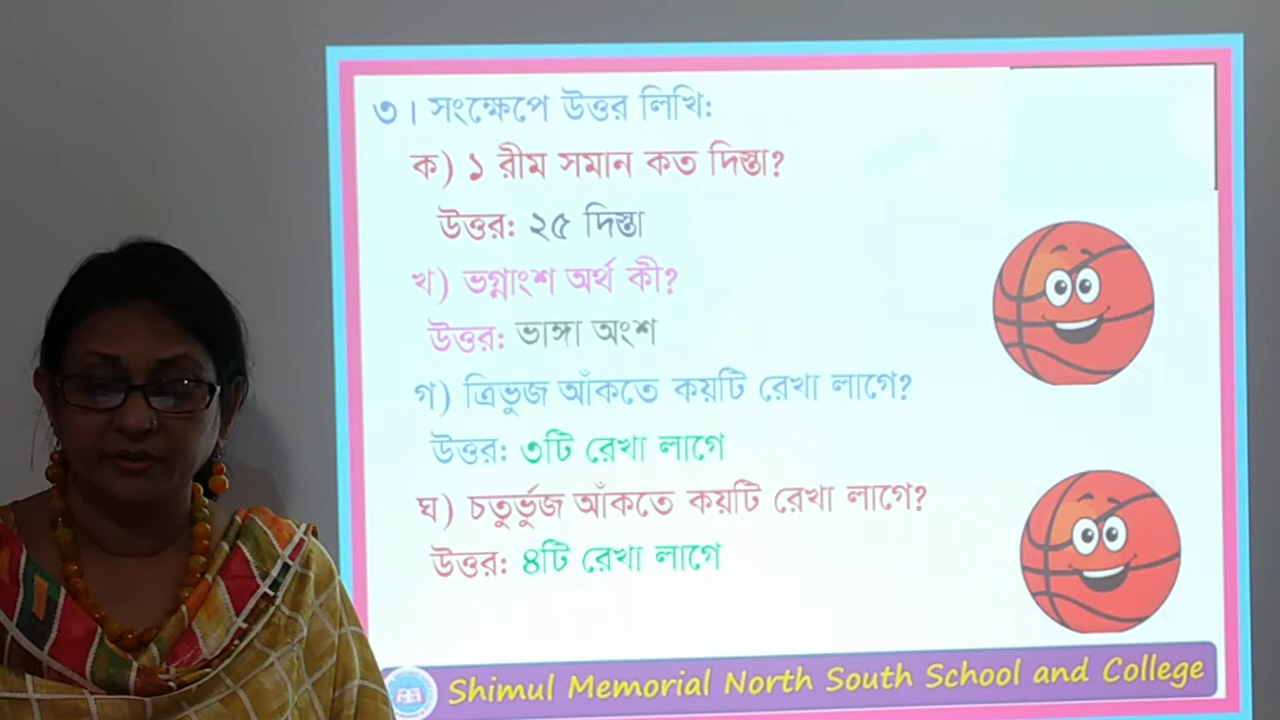 ৩। সংক্ষেপে উত্তর লিখি:
ক) ১ রীম সমান কত দিস্তা?
উত্তর: ২৫ দিস্তা
খ) ভগ্নাংশ অর্থ কী?
উত্তর: ভাঙ্গা অংশ
গ) ত্রিভুজ আঁকতে কয়টি রেখা লাগে?
উত্তর: ৩টি রেখা লাগে
ঘ) চতুর্ভুজ আঁকতে কয়টি রেখা লাগে?
উত্তর: ৪টি রেখা লাগে
Shimul Memorial North South School and College